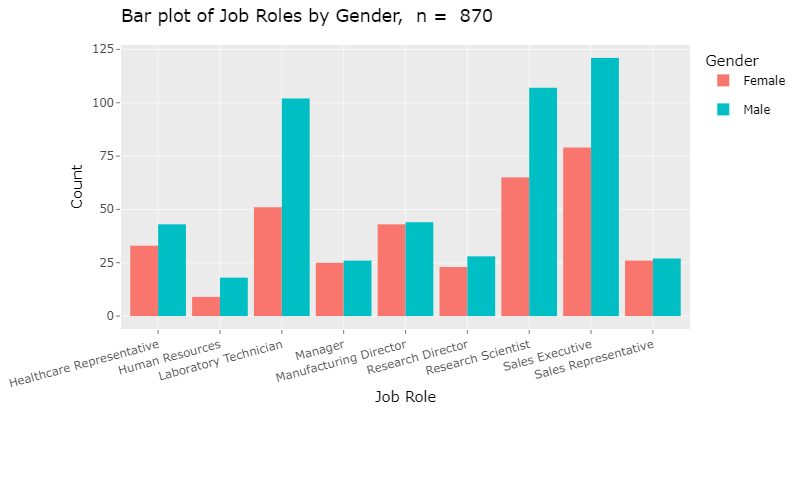 Bar plot of Job Roles by Gender,  n =  870
125
100
75
50
25
0
Count
Gender
Female
Male
Healthcare Representative
Human Resources
Laboratory Technician
Manager
Manufacturing Director
Research Director
Research Scientist
Sales Executive
Sales Representative
Job Role